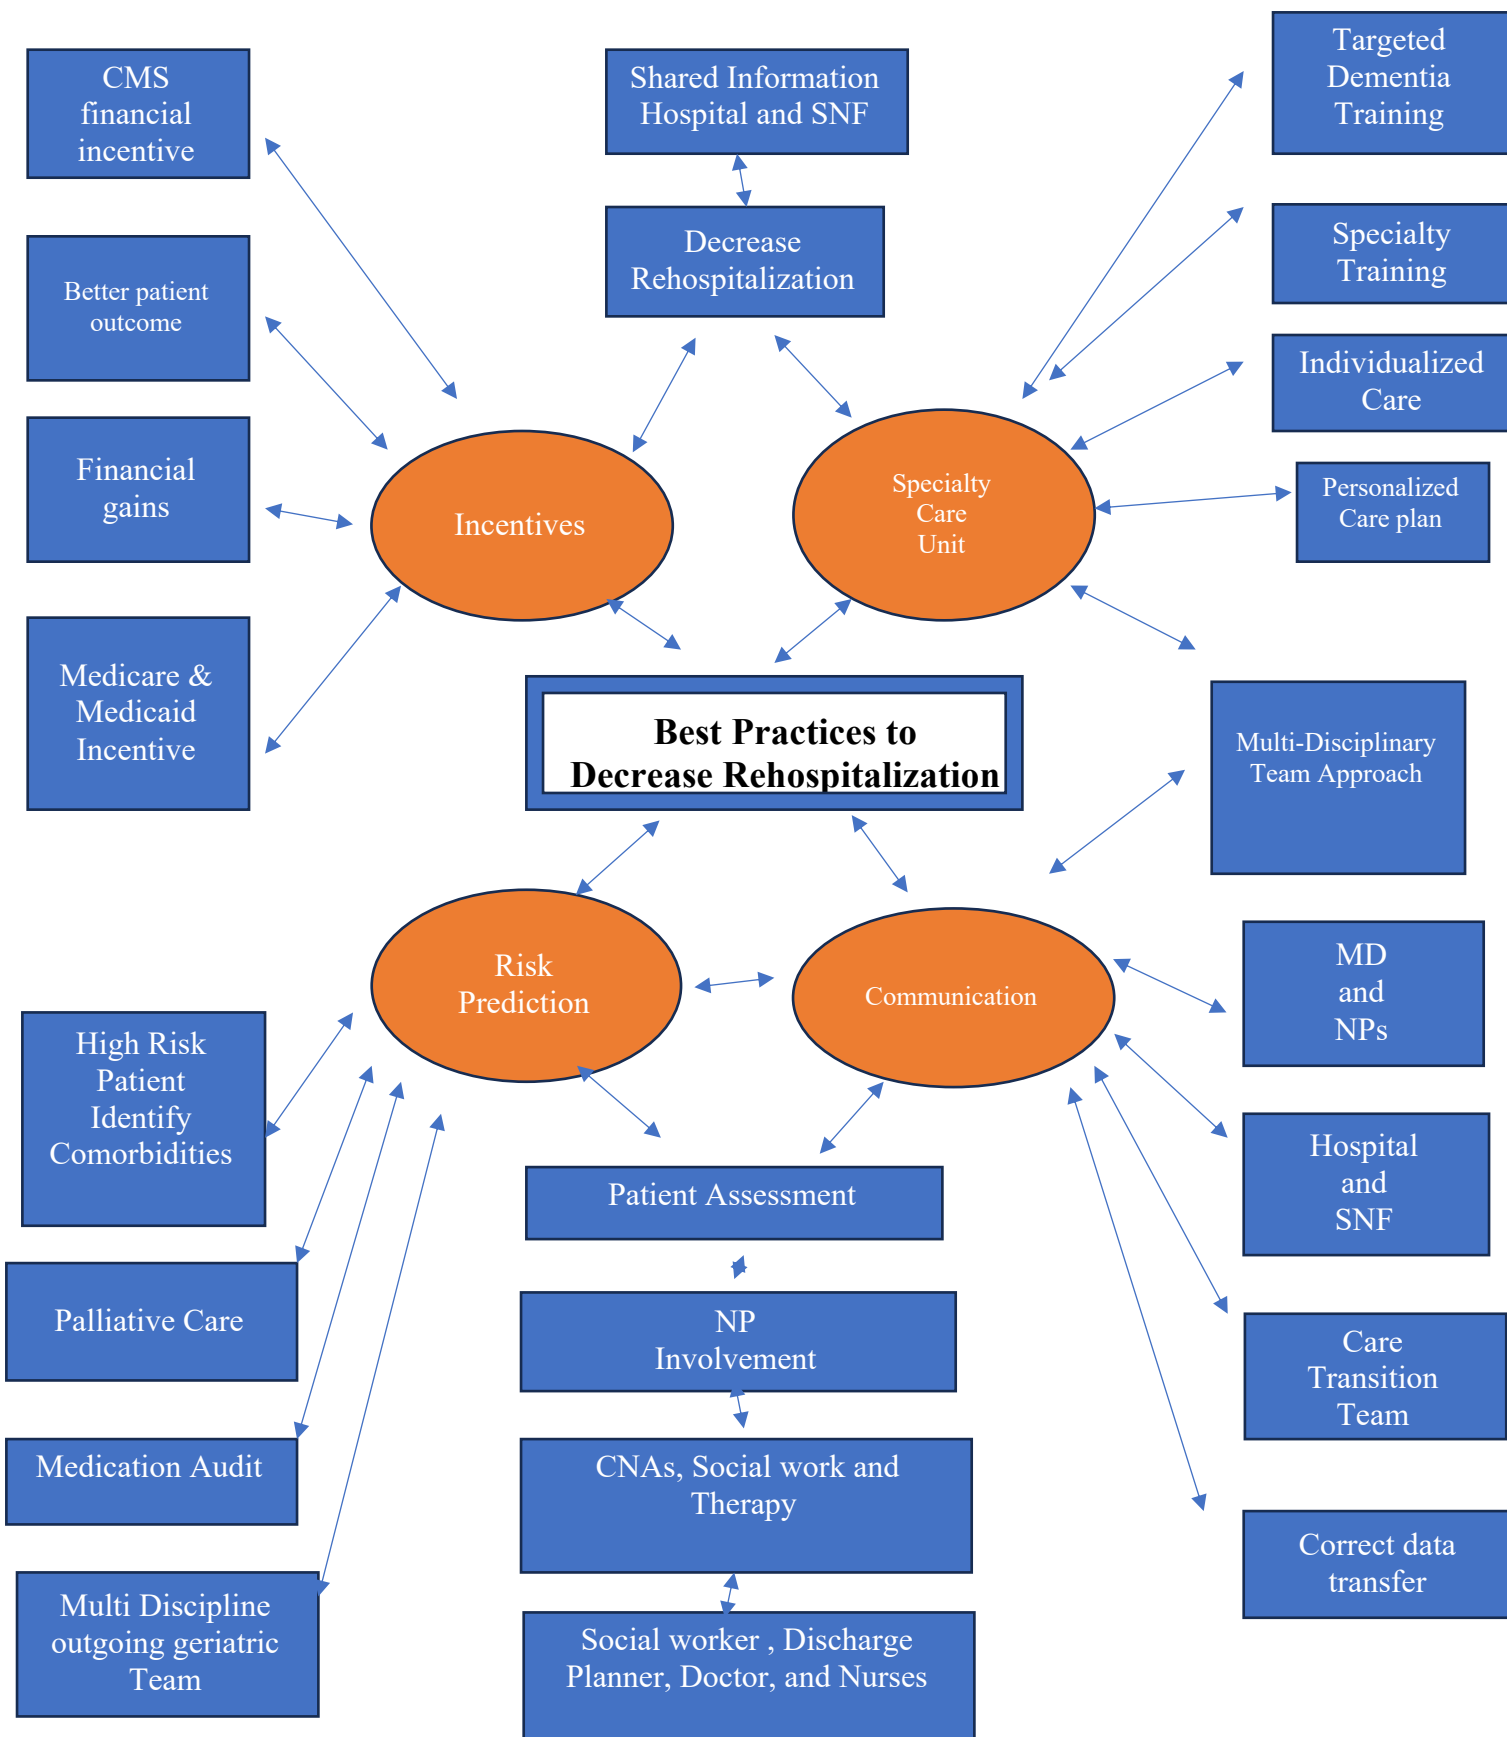 CMS
financial
incentive
Shared Information
Hospital and SNF
Targeted
Dementia
Training
Better patient
outcome
Decrease
Rehospitalization
Specialty
Training
Individualized
Care
Financial
gains
Incentives
Specialty
Care
Unit
Personalized
Care plan
Medicare &
Medicaid
Incentive
Best Practices to
Decrease Rehospitalization
Multi-Disciplinary
Team Approach
Risk
Prediction
Communication
MD
and
NPs
High Risk
Patient
Identify
Comorbidities
Patient Assessment
Hospital
and
SNF
Palliative Care
NP
Involvement
Care
Transition
Team
Medication Audit
CNAs, Social work and
Therapy
Correct data
transfer
Multi Discipline
outgoing geriatric
Team
Social worker , Discharge
Planner, Doctor, and Nurses